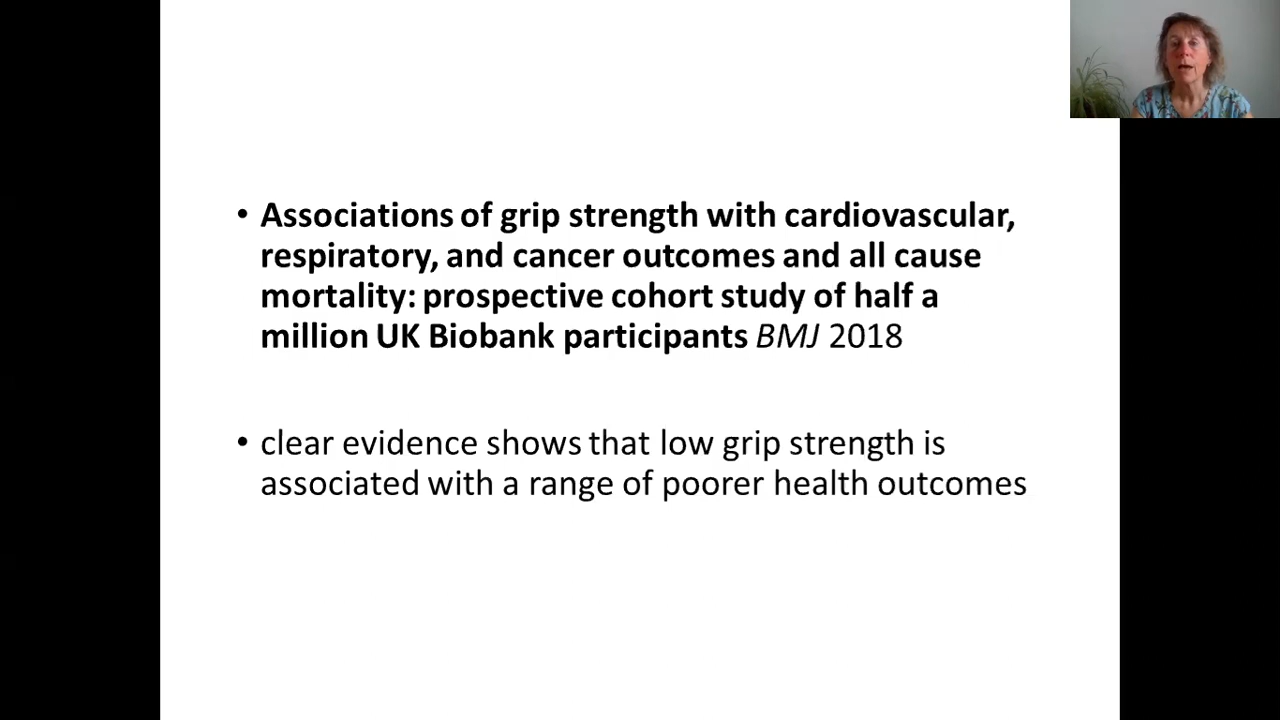 • Associations of grip strength with cardiovascular,
respiratory, and cancer outcomes and all cause
mortality: prospective cohort study of half a
million UK Biobank participants BMJ 2018
• clear evidence shows that low grip strength is
associated with a range of poorer health outcomes